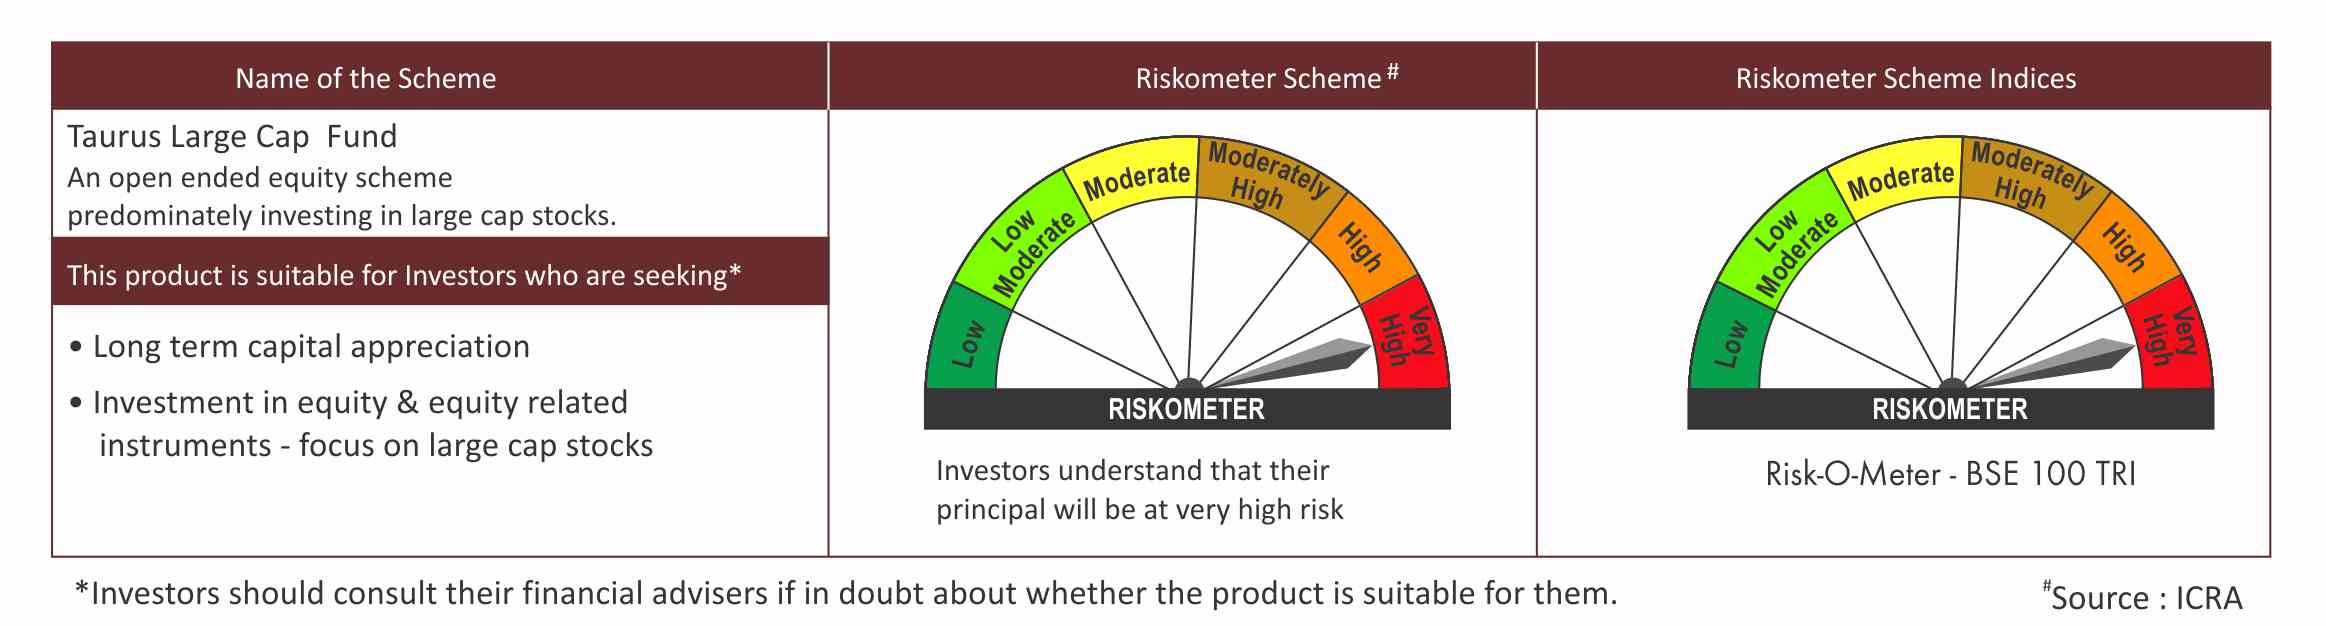 Name of the Scheme
Riskometer Scheme#
Riskometer Scheme Indices
Taurus Large Cap Fund
An open ended equity scheme
predominately investing in large cap stocks.
This product is suitable for Investors who are seeking*
• Long term capital appreciation
• Investment in equity & equity related
instruments - focus on large cap stocks
Low
Low
Moderate
Moderate
Moderately
High
High
Very
High
RISKOMETER
Investors understand that their
principal will be at very high risk
Low
Low
Moderate
Moderate
Moderately
High
High
Very
High
RISKOMETER
Risk-O-Meter - BSE 100 TRI
*Investors should consult their financial advisers if in doubt about whether the product is suitable for them.
#Source : ICRA